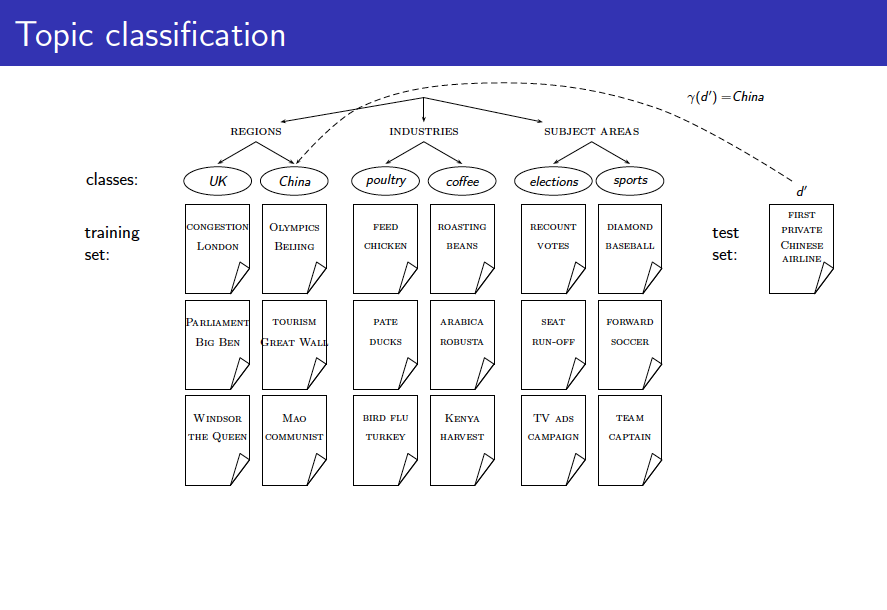 Topic classification
γ(d′) =China
REGIONS INDUSTRIES SUBJECT AREAS
classes: UK China poultry coffee elections sports
d′
training
set:
CONGESTION
LONDON
OLYMPICS
BEIJING
FEED
CHICKEN
ROASTING
BEANS
RECOUNT
VOTES
DIAMOND
BASEBALL
test
set:
FIRST
PRIVATE
CHINESE
AIRLINE
PARLIAMENT
BIG BEN
TOURISM
GREAT WALL
PATE
DUCKS
ARABICA
ROBUSTA
SEAT
RUN-OFF
FORWARD
SOCCER
WINDSOR
THE QUEEN
MAO
COMMUNIST
BIRD FLU
TURKEY
KENYA
HARVEST
TV ADS
CAMPAIGN
TEAM
CAPTAIN